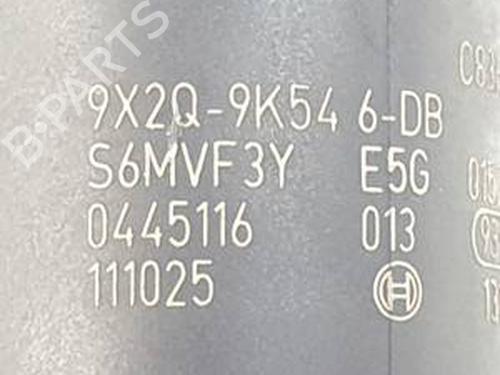 B-PARTS
9X2Q-9K54 6-DB
S6MVF3Y E5G
0445116 013
111025